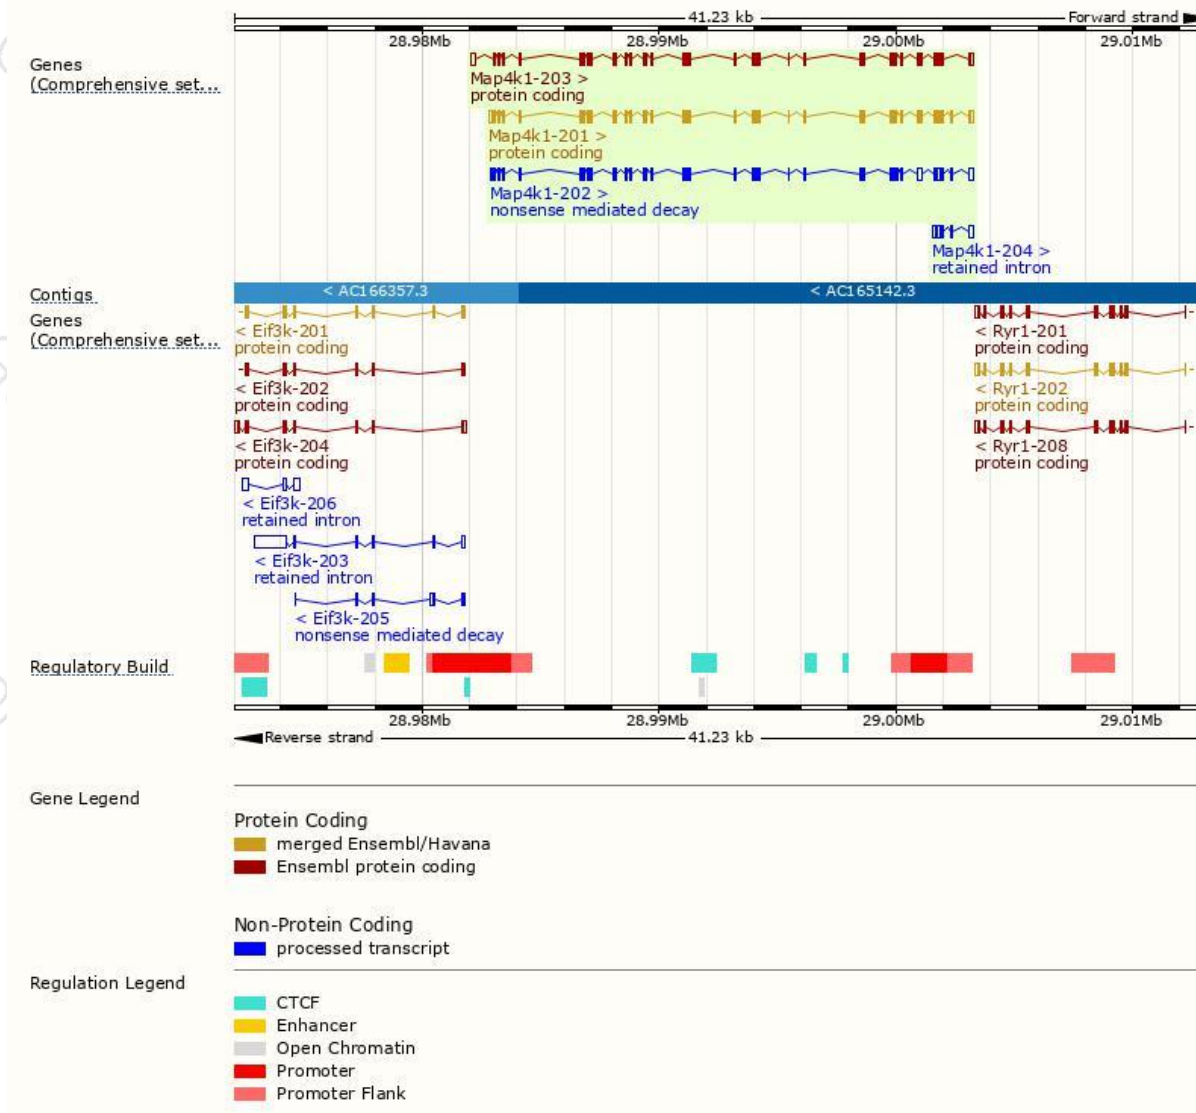 41.23 kb Forward strand
28.98Mb 28.99Mb 29.00Mb 29.01Mb
Genes
(Comprehensive set...
Map4k1-203 >
protein coding
Map4k1-201 >
protein coding
Map4k1-202 >
nonsense mediated decay
Map4k1-204 >
retained intron
Contigs
< AC166357.3 < AC165142.3
Genes
(Comprehensive set...
< Eif3k-201 < Ryr1-201
protein coding protein coding
< Eif3k-202 < Ryr1-202
protein coding protein coding
< Eif3k-204 < Ryr1-208
protein coding protein coding
< Eif3k-206
retained intron
< Eif3k-203
retained intron
< Eif3k-205
nonsense mediated decay
Regulatory Build
28.98Mb 28.99Mb 29.00Mb 29.01Mb
Reverse strand 41.23 kb
Gene Legend
Protein Coding
merged Ensembl/Havana
Ensembl protein coding
Non-Protein Coding
processed transcript
Regulation Legend
CTCF
Enhancer
Open Chromatin
Promoter
Promoter Flank